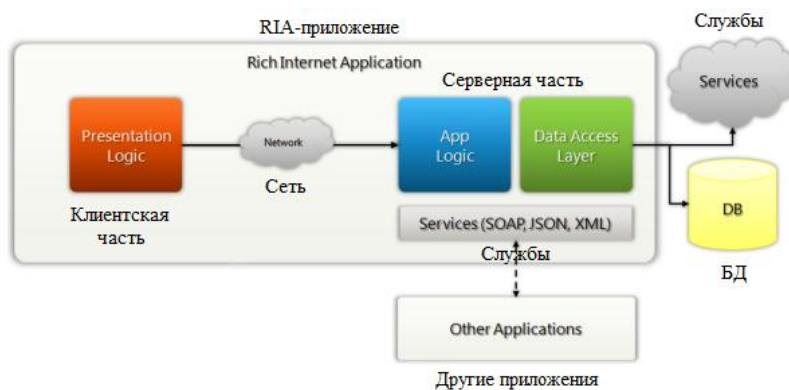 Службы
RIA-приложение
Rich Internet Application
Серверная часть
Services
Presentation
Logic
Network
App
Logic
Data Access
Layer
Сеть
Клиентская
часть
Services (SOAP, JSON, XML)
Службы
DB
БД
Other Applications
Другие приложения